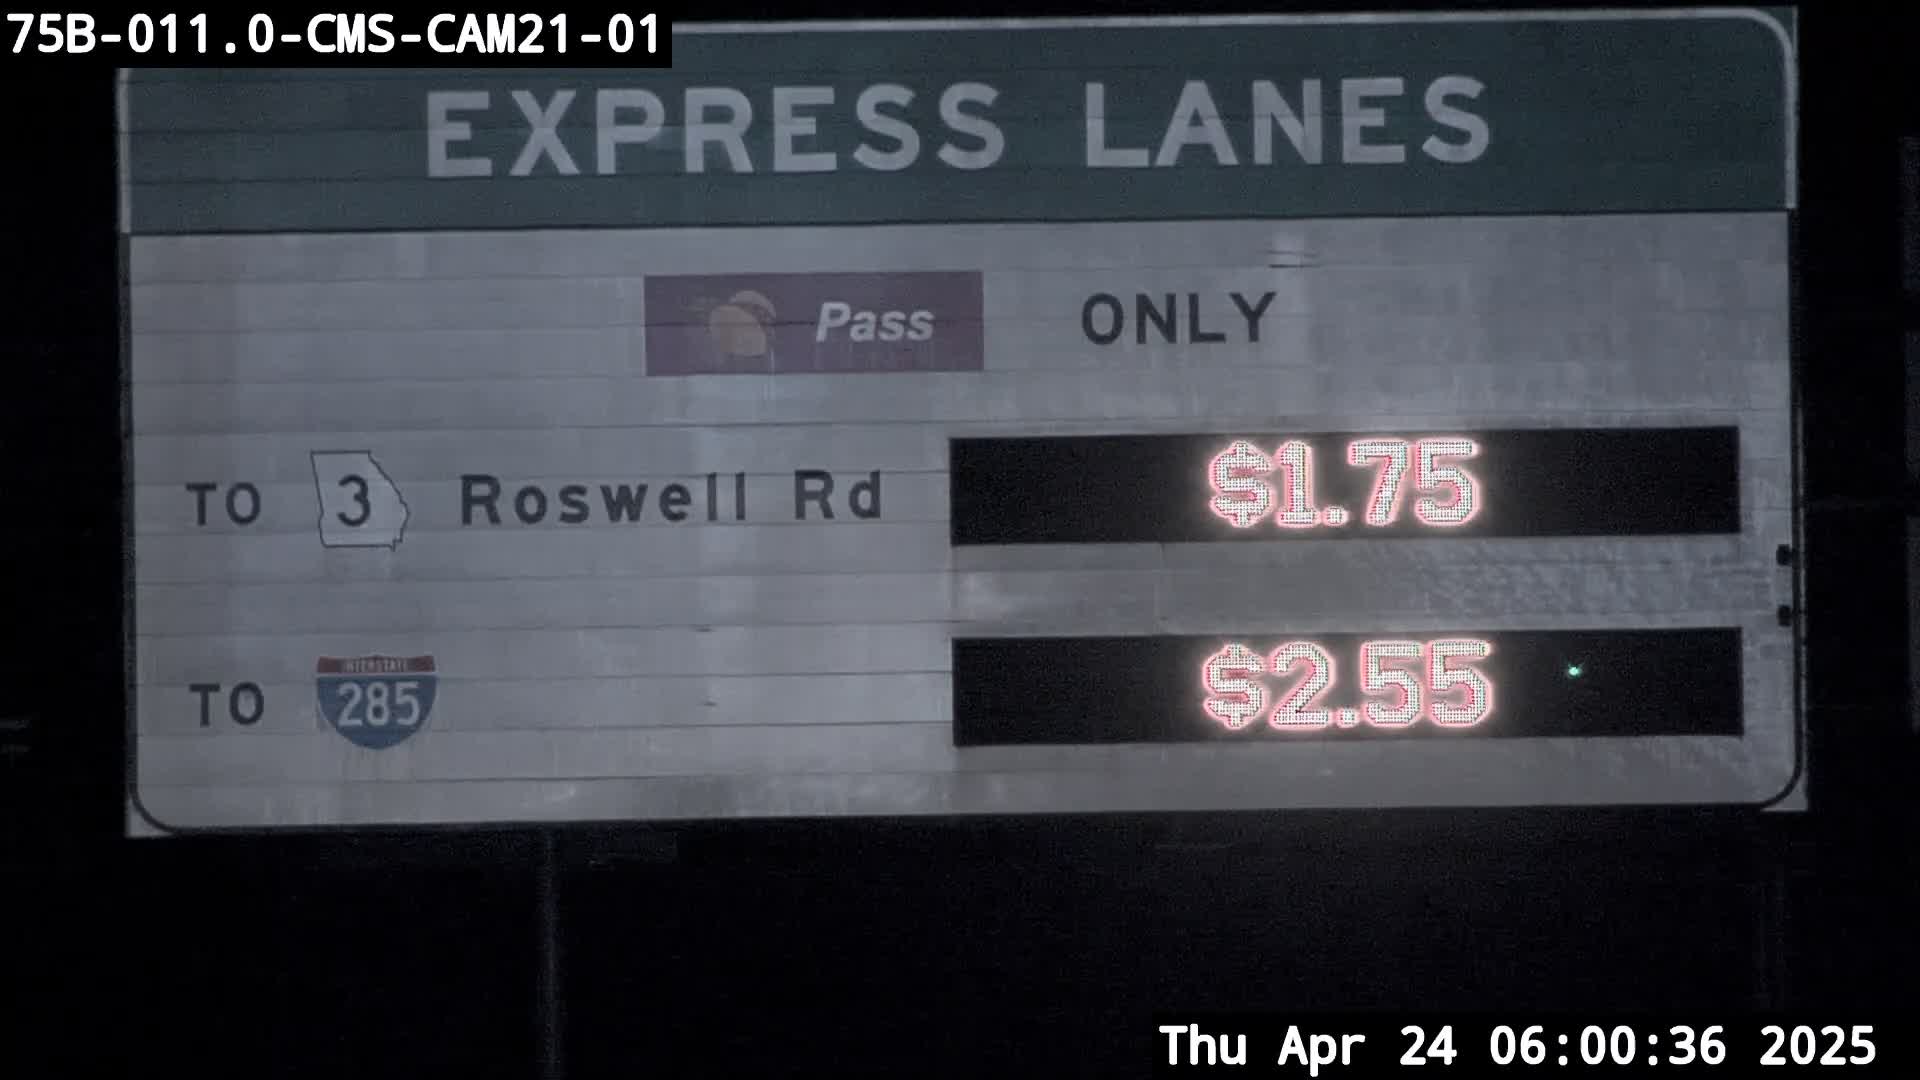 75B-011.0-CMS-CAM21-01
EXPRESS LANES
Pass ONLY
TO 3 Roswell Rd $1.75
INTERSTATE
TO 285 $2.55
Thu Apr 24 06:00:36 2025